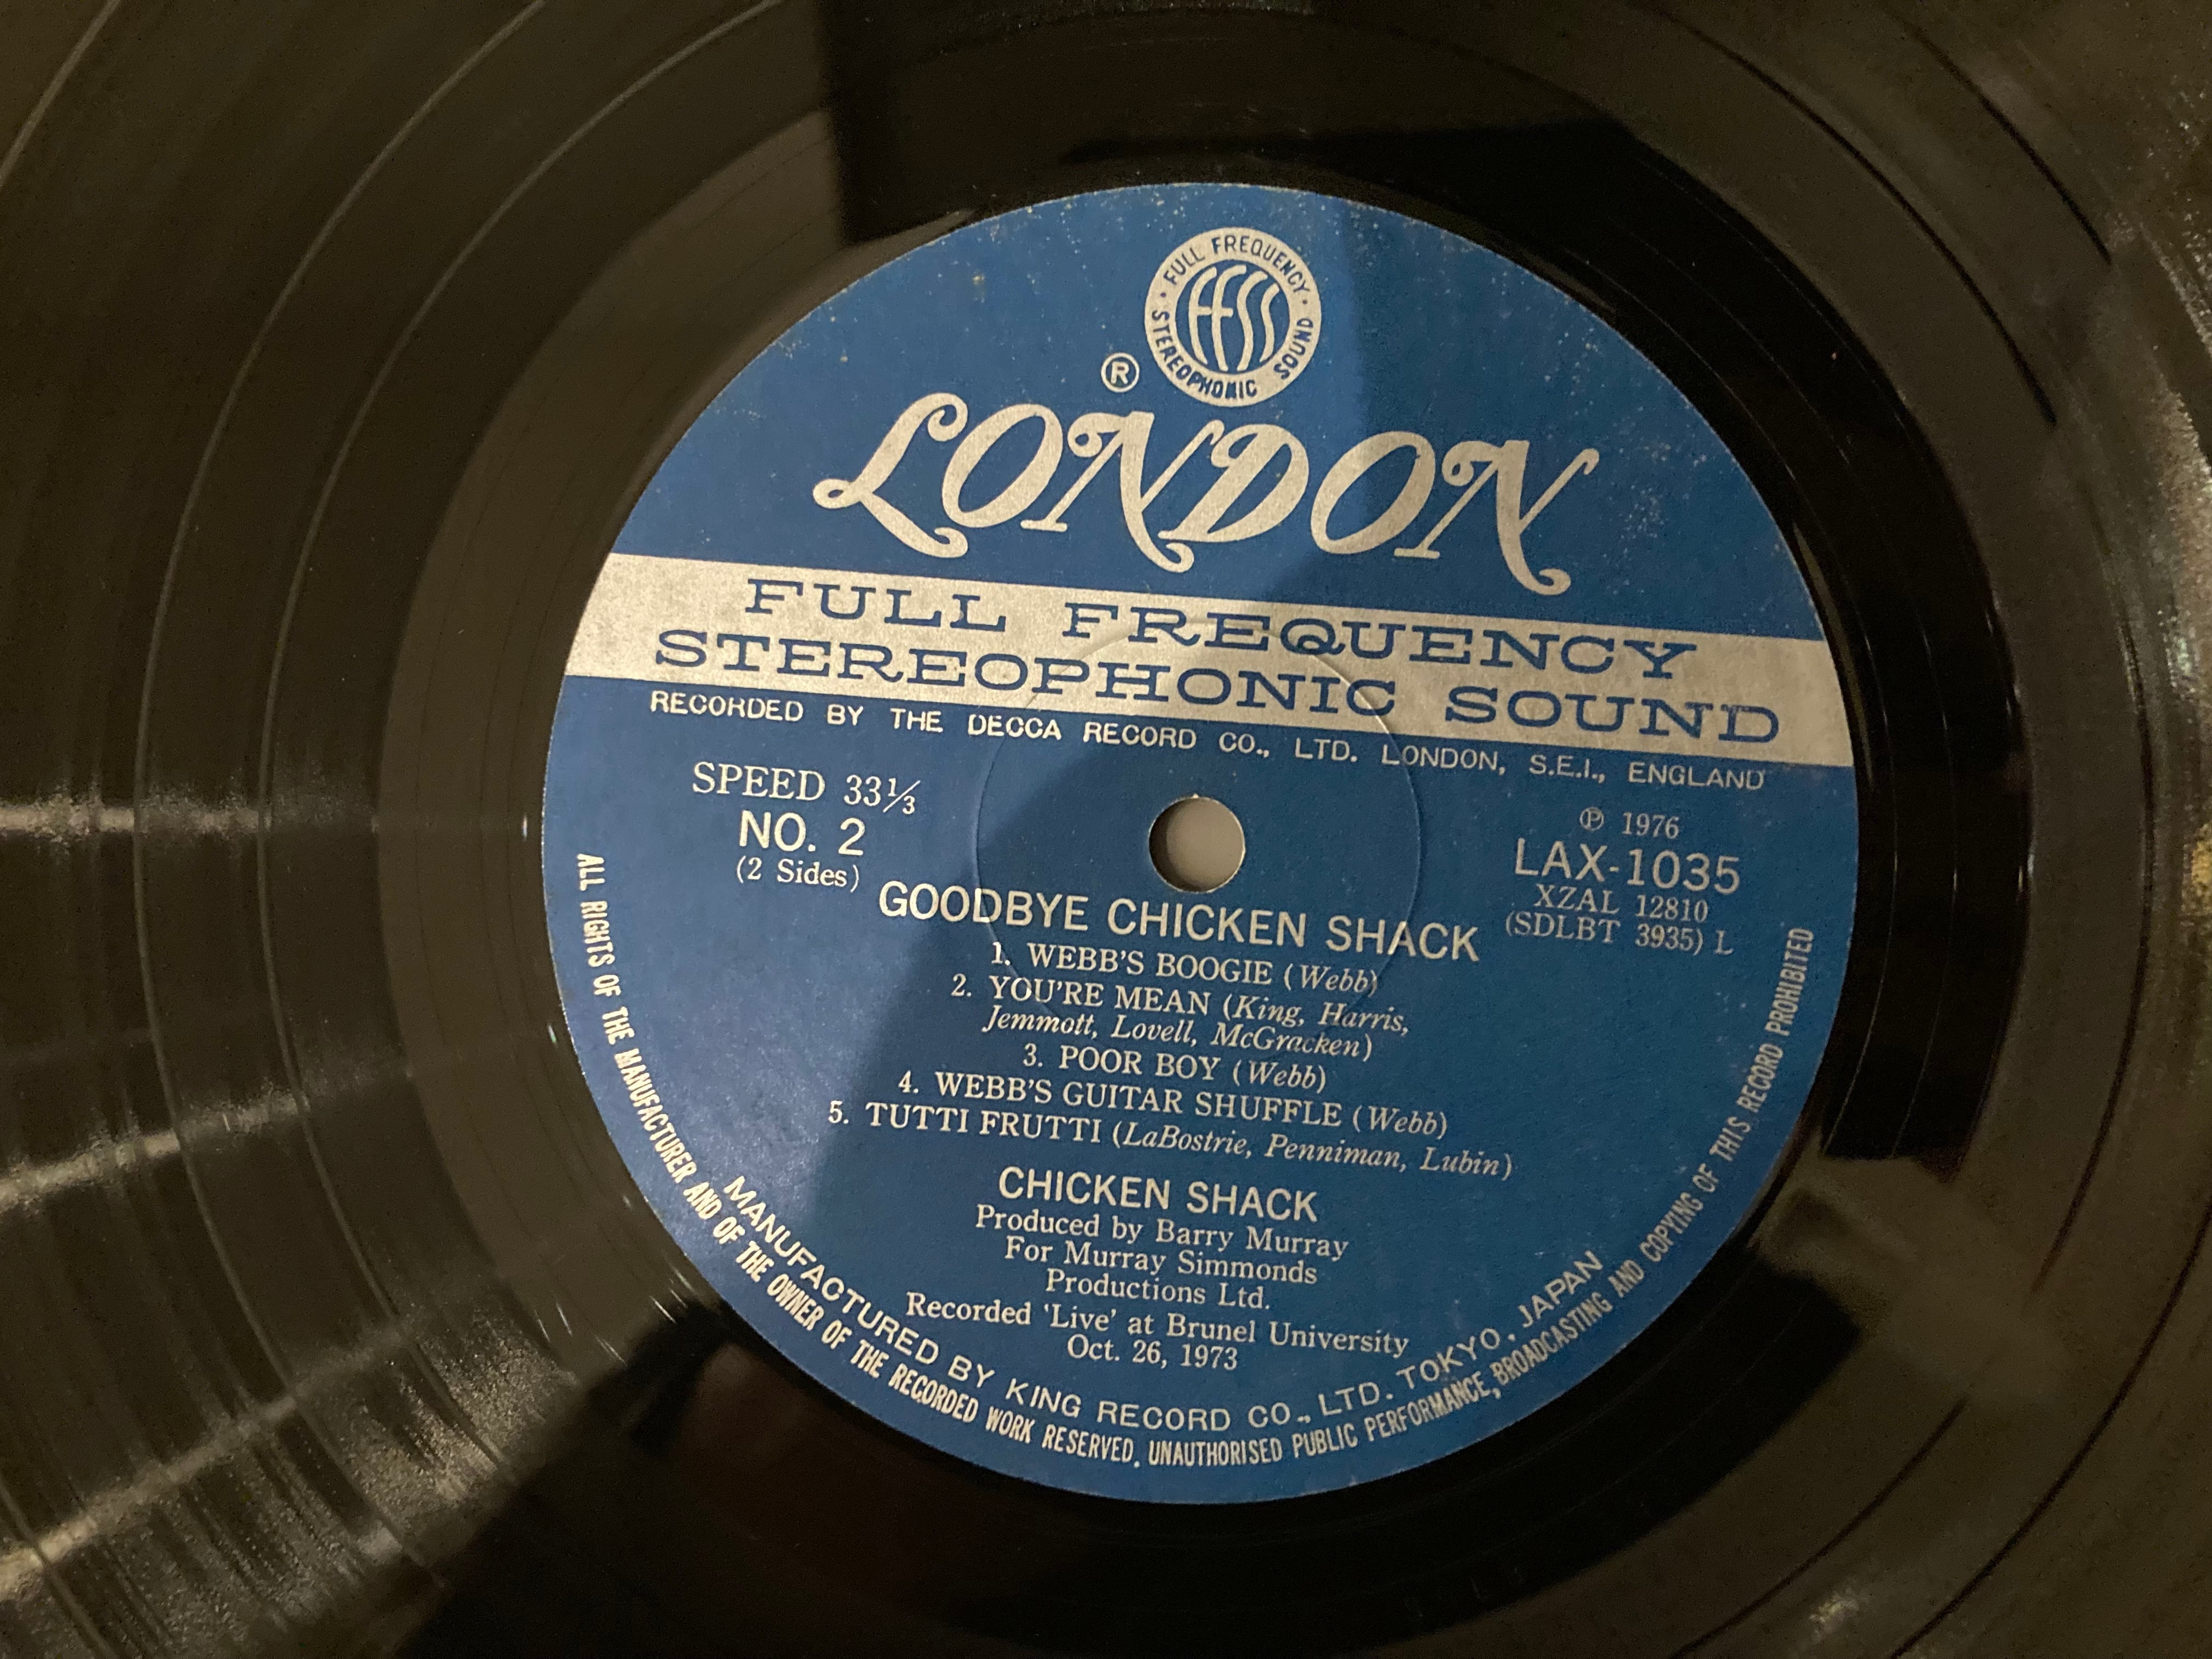 · FULL FREQUENCY · STEREOPHONIC SOUND
FFSS
®
LONDON
FULL FREQUENCY
STEREOPHONIC SOUND
RECORDED BY THE DECCA RECORD CO., LTD. LONDON, S.E.I., ENGLAND
SPEED 33⅓
NO. 2
(2 Sides)
℗ 1976
LAX-1035
XZAL 12810
(SDLBT 3935) L
GOODBYE CHICKEN SHACK
1. WEBB'S BOOGIE (Webb)
2. YOU'RE MEAN (King, Harris,
Jemmott, Lovell, McGracken)
3. POOR BOY (Webb)
4. WEBB'S GUITAR SHUFFLE (Webb)
5. TUTTI FRUTTI (LaBostrie, Penniman, Lubin)
CHICKEN SHACK
Produced by Barry Murray
For Murray Simmonds
Productions Ltd.
Recorded 'Live' at Brunel University
Oct. 26, 1973
MANUFACTURED BY KING RECORD CO., LTD. TOKYO, JAPAN
ALL RIGHTS OF THE MANUFACTURER AND OF THE OWNER OF THE RECORDED WORK RESERVED. UNAUTHORISED PUBLIC PERFORMANCE, BROADCASTING AND COPYING OF THIS RECORD PROHIBITED